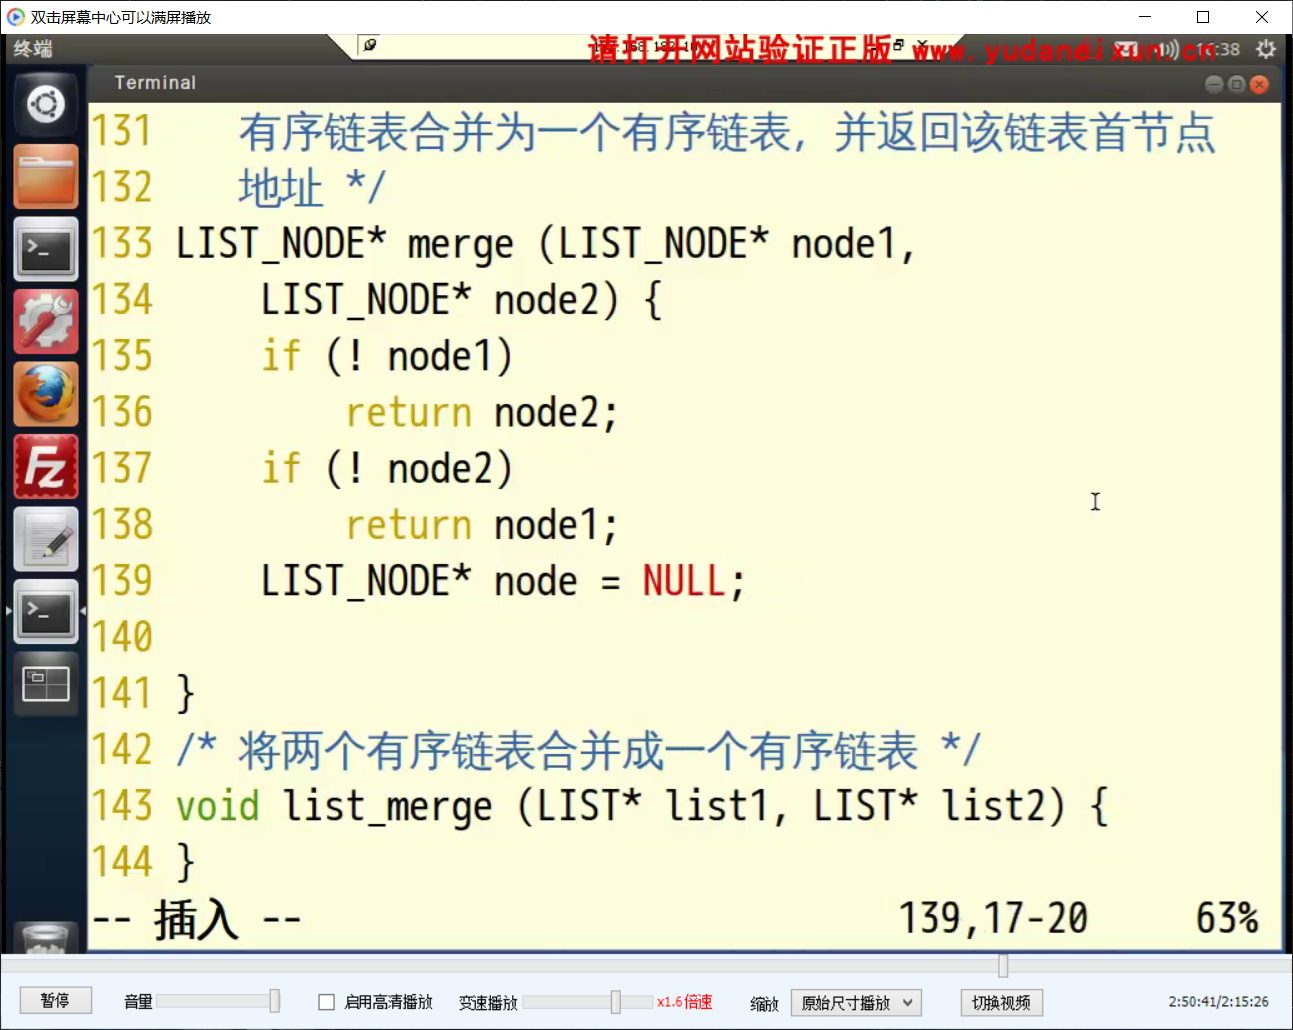 双击屏幕中心可以满屏播放
终端
请打开网站验证正版 www.yudaneixun.cn
:38
Terminal
131 有序链表合并为一个有序链表，并返回该链表首节点
132 地址 */
133 LIST_NODE* merge (LIST_NODE* node1,
134 LIST_NODE* node2) {
135 if (! node1)
136 return node2;
137 if (! node2)
138 return node1;
139 LIST_NODE* node = NULL;
140
141 }
142 /* 将两个有序链表合并成一个有序链表 */
143 void list_merge (LIST* list1, LIST* list2) {
144 }
-- 插入 -- 139,17-20 63%
暂停 音量 启用高清播放 变速播放 x1.6倍速 缩放 原始尺寸播放 切换视频 2:50:41/2:15:26